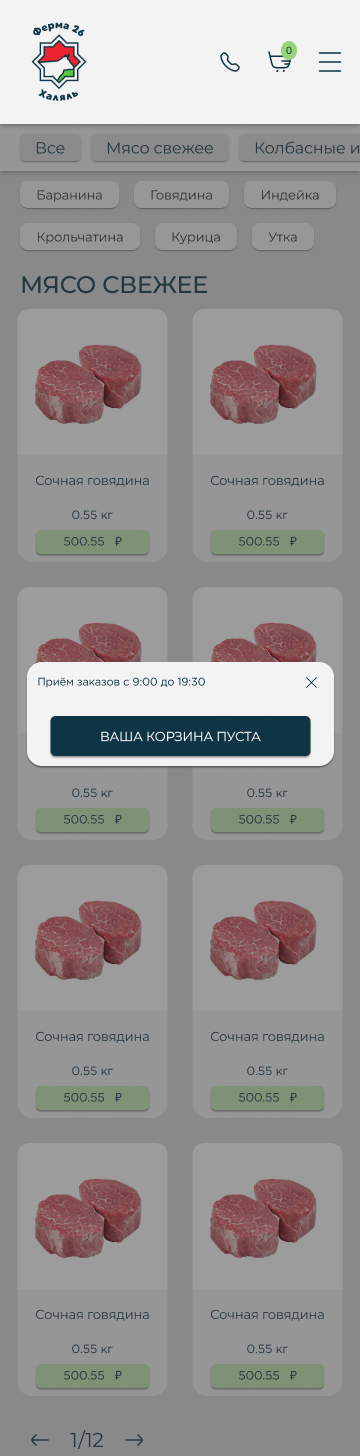 Ферма 26
Халяль
0
Все Мясо свежее Колбасные и
Баранина Говядина Индейка
Крольчатина Курица Утка
МЯСО СВЕЖЕЕ
Сочная говядина Сочная говядина
0.55 кг 0.55 кг
500.55 ₽ 500.55 ₽
Приём заказов с 9:00 до 19:30
ВАША КОРЗИНА ПУСТА
0.55 кг 0.55 кг
500.55 ₽ 500.55 ₽
Сочная говядина Сочная говядина
0.55 кг 0.55 кг
500.55 ₽ 500.55 ₽
Сочная говядина Сочная говядина
0.55 кг 0.55 кг
500.55 ₽ 500.55 ₽
1/12